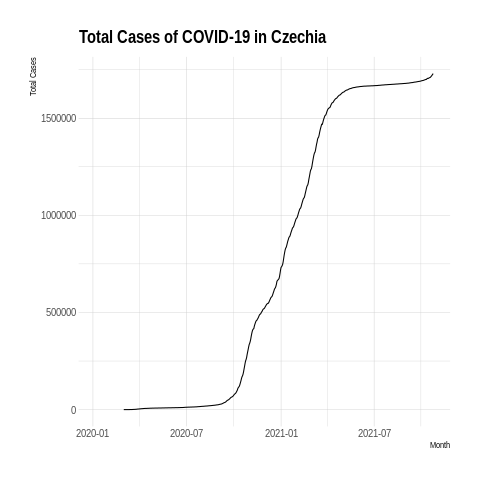 Total Cases of COVID-19 in Czechia
Total Cases
1500000
1000000
500000
0
2020-01 2020-07 2021-01 2021-07
Month